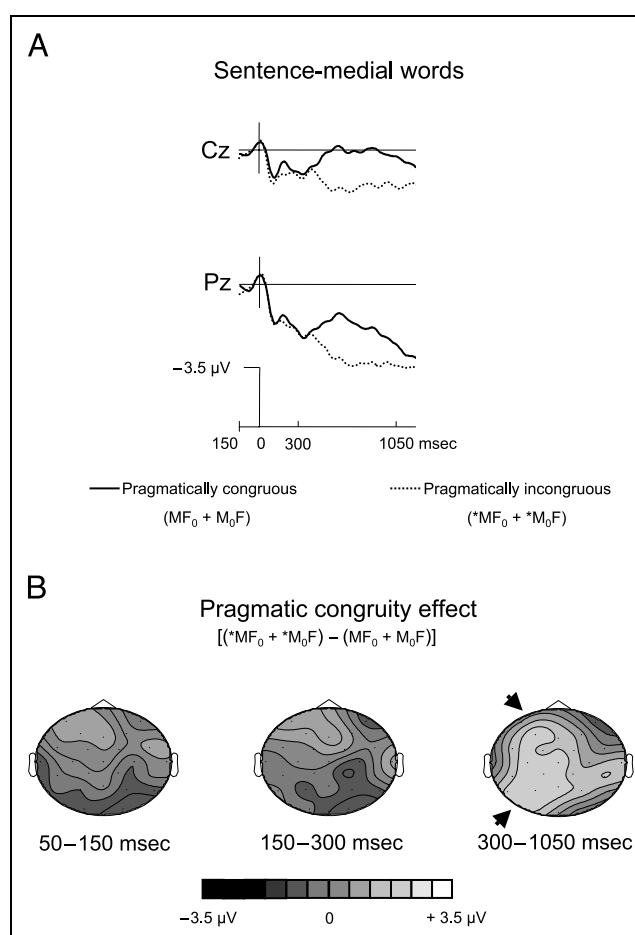 A
Sentence-medial words
Cz
Pz
−3.5 µV
150 0 300 1050 msec
Pragmatically congruous Pragmatically incongruous
(MF₀ + M₀F) (*MF₀ + *M₀F)
B
Pragmatic congruity effect
[(*MF₀ + *M₀F) − (MF₀ + M₀F)]
50–150 msec 150–300 msec 300–1050 msec
−3.5 µV 0 + 3.5 µV